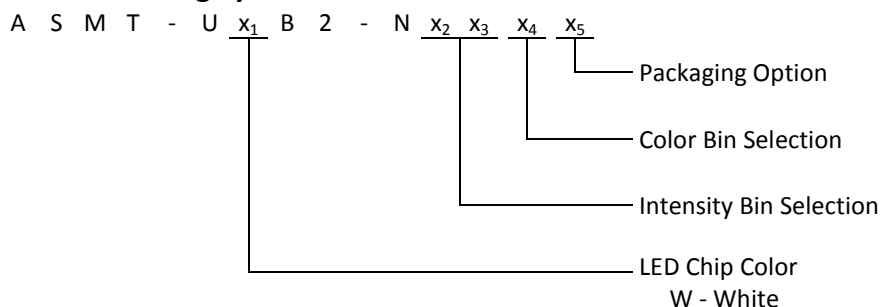 A S M T - U x₁ B 2 - N x₂ x₃ x₄ x₅
Packaging Option
Color Bin Selection
Intensity Bin Selection
LED Chip Color
W - White